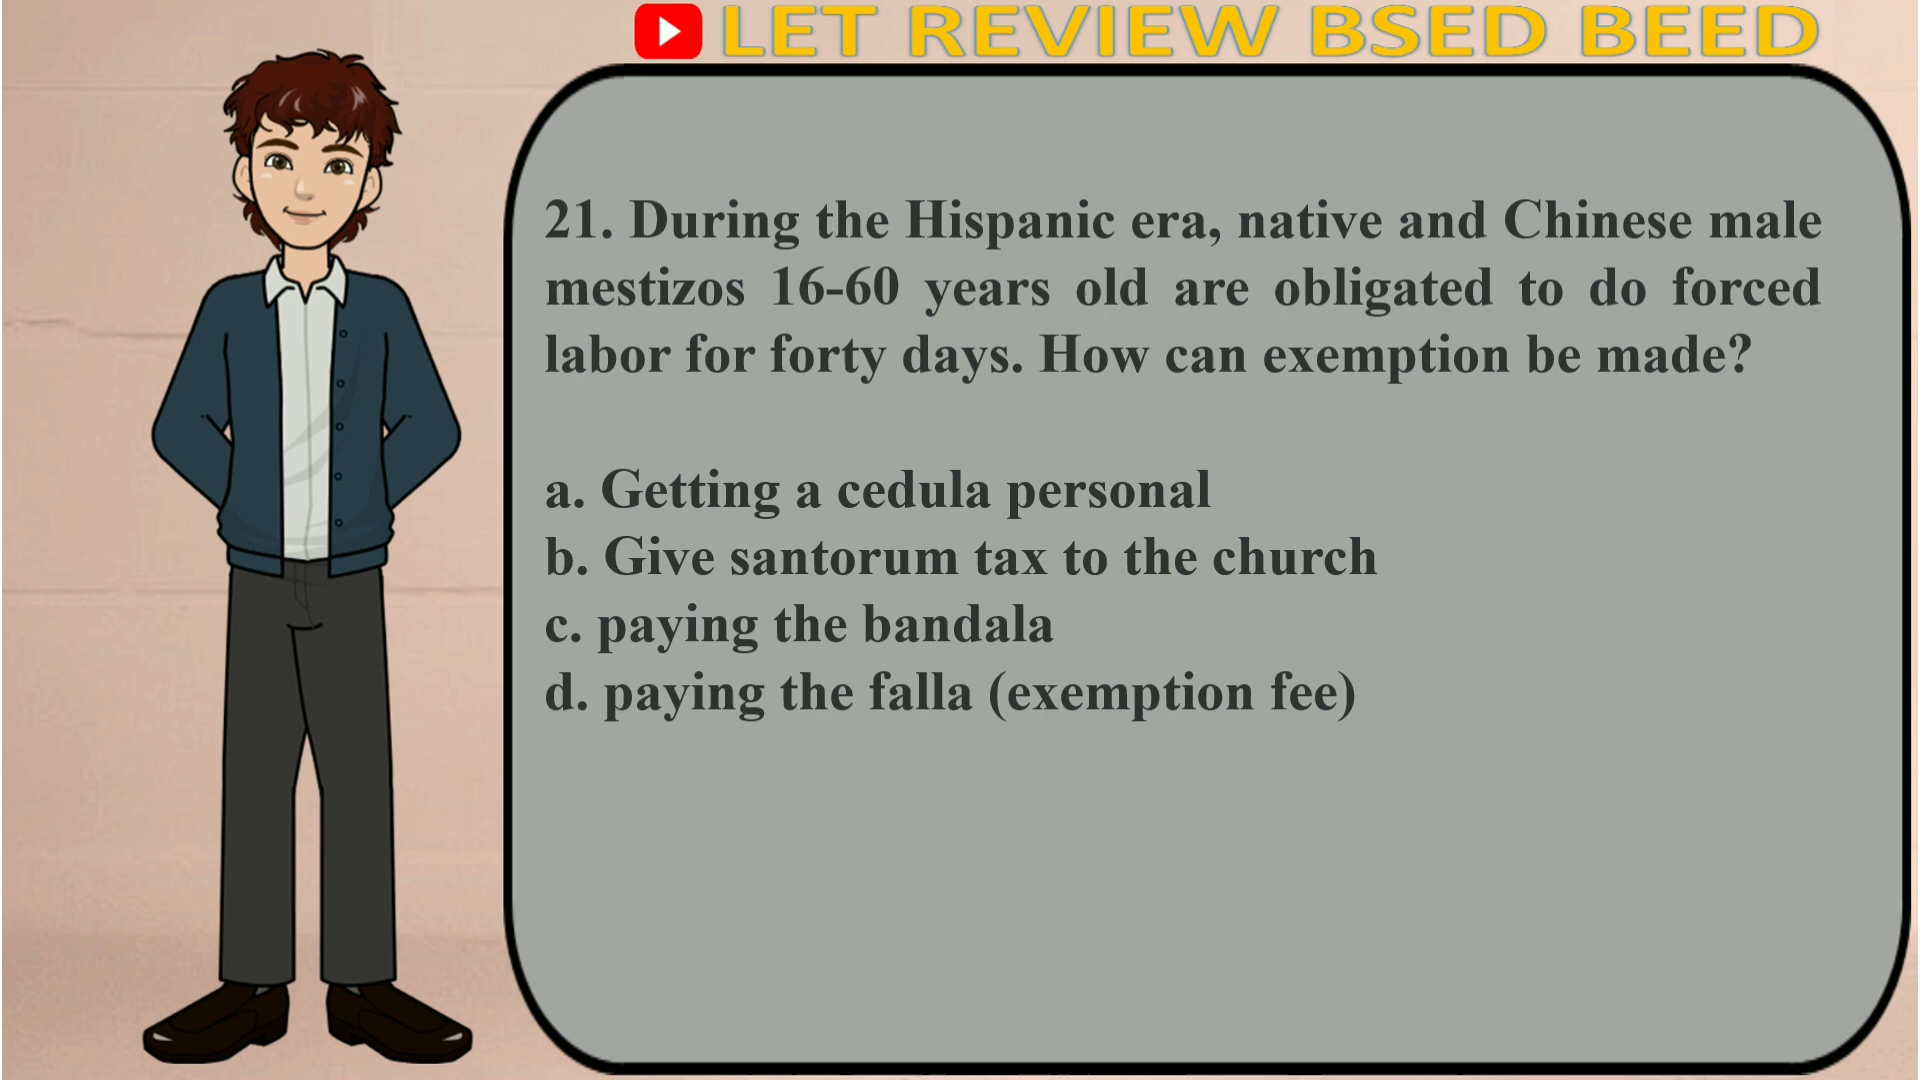 LET REVIEW BSED BEED
21. During the Hispanic era, native and Chinese male
mestizos 16-60 years old are obligated to do forced
labor for forty days. How can exemption be made?
a. Getting a cedula personal
b. Give santorum tax to the church
c. paying the bandala
d. paying the falla (exemption fee)